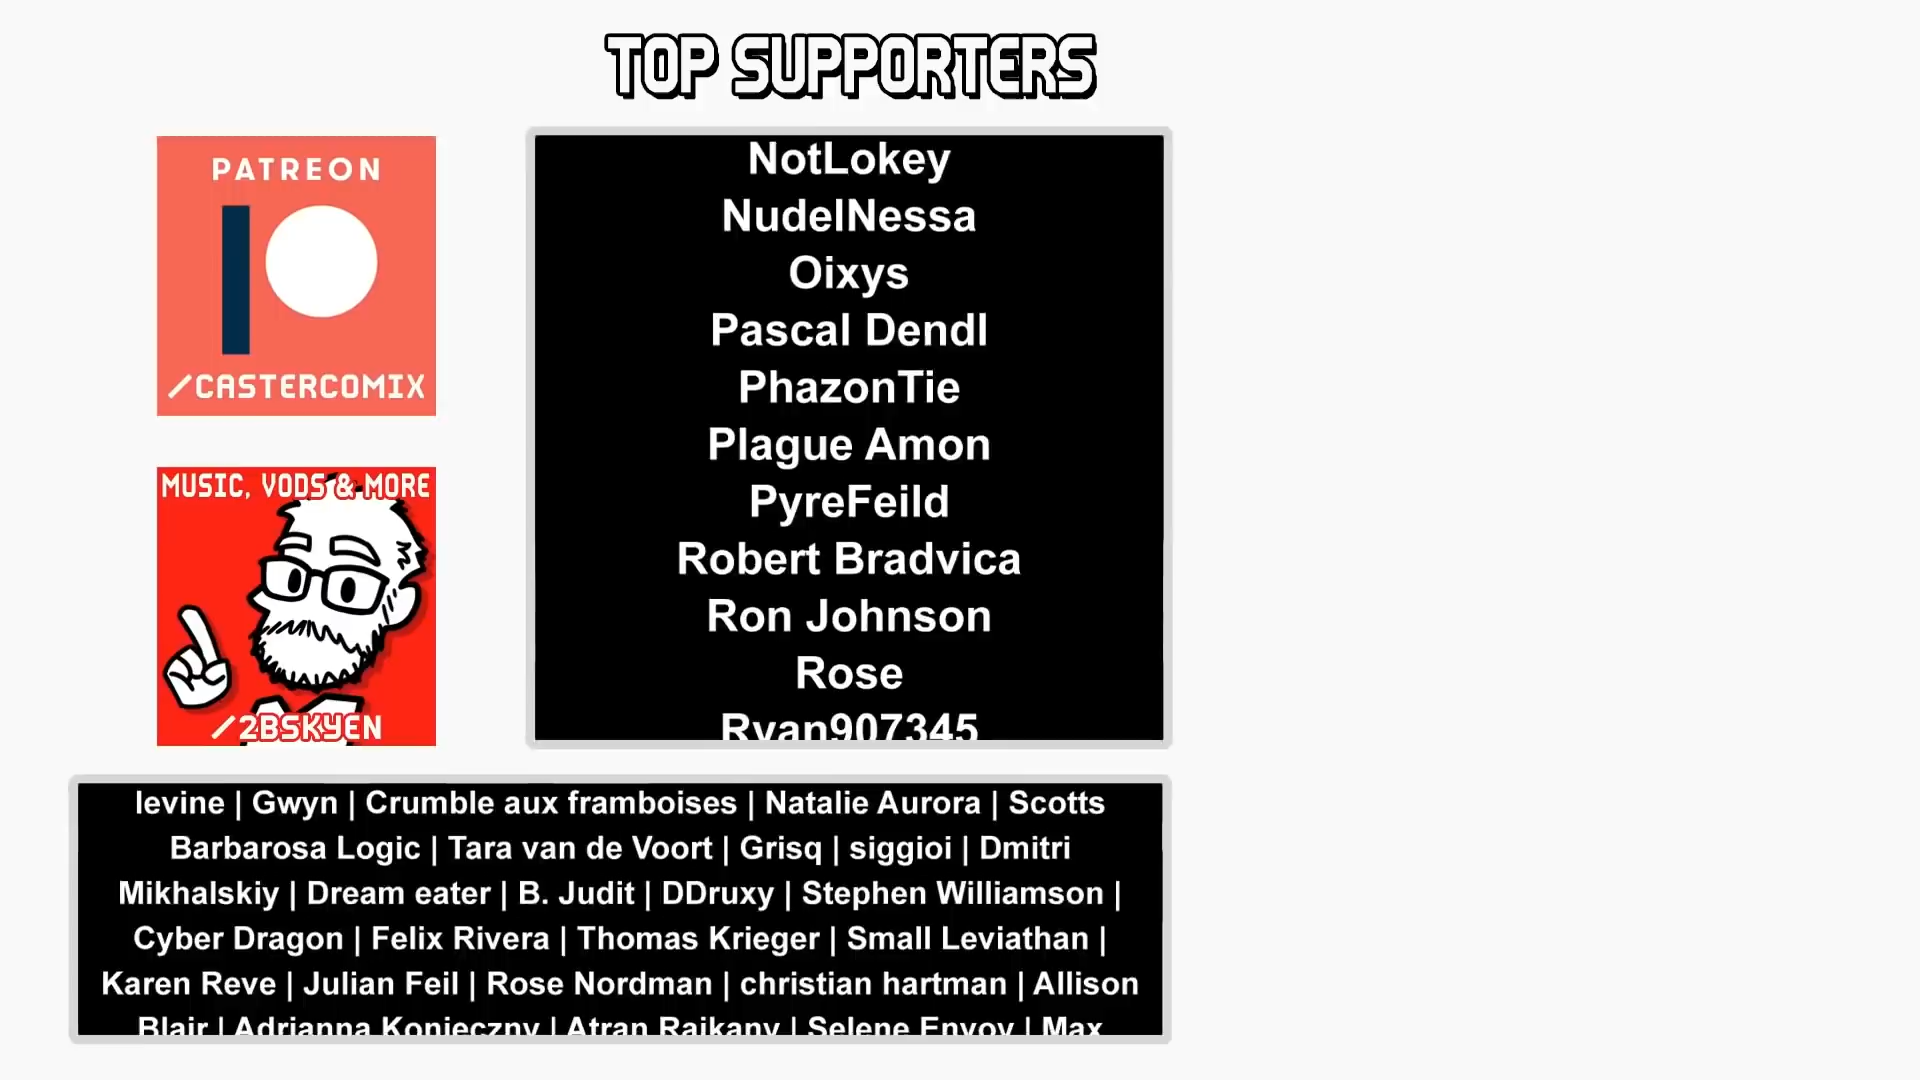 TOP SUPPORTERS
PATREON
/CASTERCOMIX
MUSIC, VODS & MORE
/2BSKYEN
NotLokey
NudelNessa
Oixys
Pascal Dendl
PhazonTie
Plague Amon
PyreFeild
Robert Bradvica
Ron Johnson
Rose
Ryan907345
levine | Gwyn | Crumble aux framboises | Natalie Aurora | Scotts
Barbarosa Logic | Tara van de Voort | Grisq | siggioi | Dmitri
Mikhalskiy | Dream eater | B. Judit | DDruxy | Stephen Williamson |
Cyber Dragon | Felix Rivera | Thomas Krieger | Small Leviathan |
Karen Reve | Julian Feil | Rose Nordman | christian hartman | Allison
Blair | Adrianna Konieczny | Atran Raikany | Selene Envoy | Max